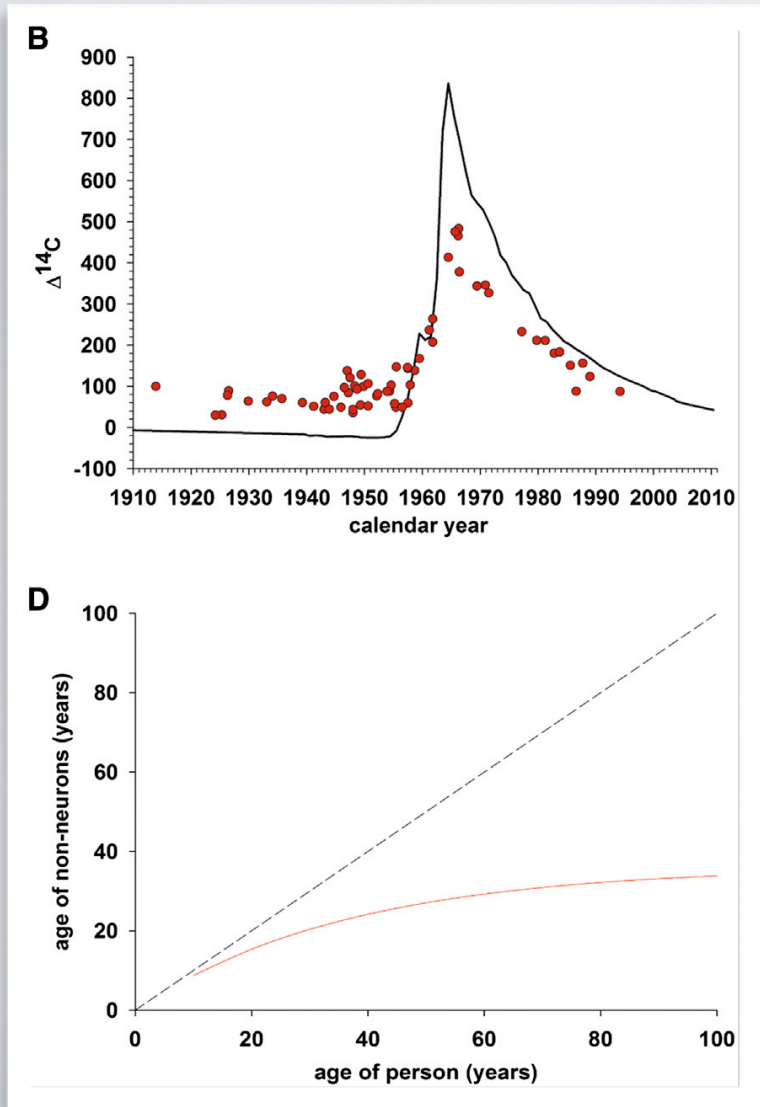 B
900
800
700
600
500
400
300
200
100
0
-100
Δ14C
1910 1920 1930 1940 1950 1960 1970 1980 1990 2000 2010
calendar year
D
100
80
60
40
20
0
age of non-neurons (years)
0 20 40 60 80 100
age of person (years)